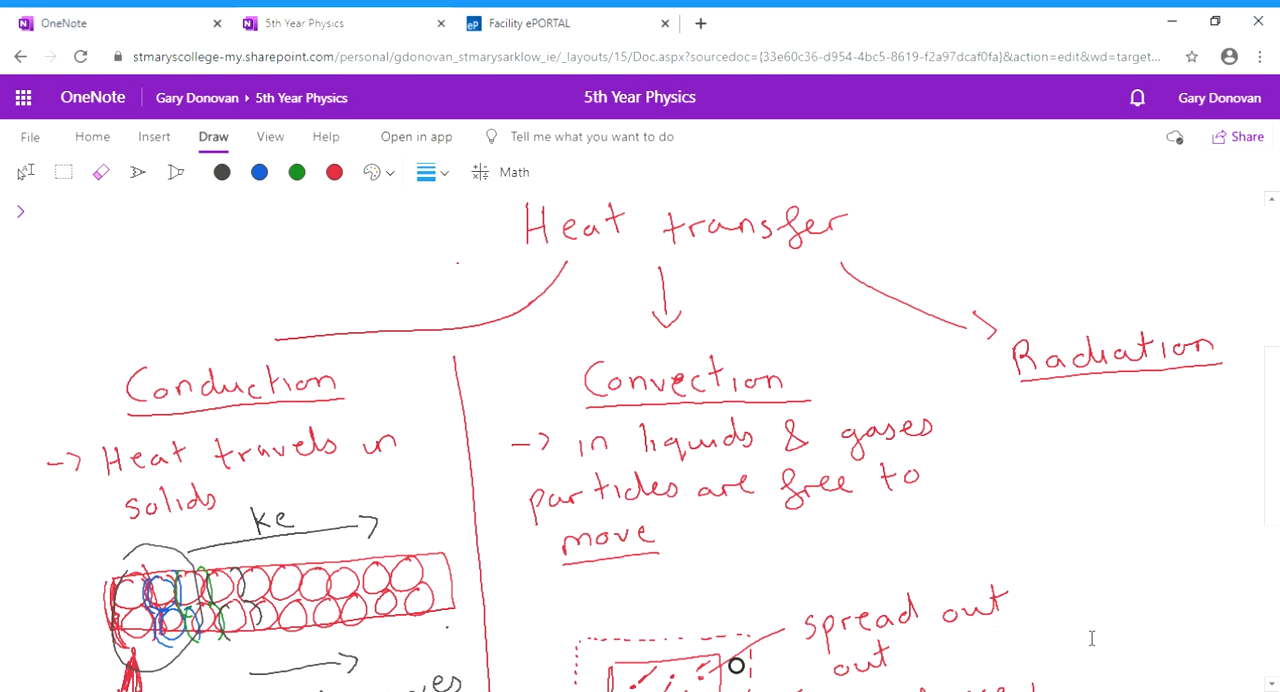 OneNote
5th Year Physics
Facility ePORTAL
stmaryscollege-my.sharepoint.com/personal/gdonovan_stmarysarklow_ie/_layouts/15/Doc.aspx?sourcedoc={33e60c36-d954-4bc5-8619-f2a97dcaf0fa}&action=edit&wd=target...
OneNote
Gary Donovan › 5th Year Physics
5th Year Physics
Gary Donovan
File Home Insert Draw View Help Open in app Tell me what you want to do
Share
Math
Heat transfer
Conduction
-> Heat travels in
solids
ke
Convection
-> in liquids & gases
particles are free to
move
spread out
out
Radiation